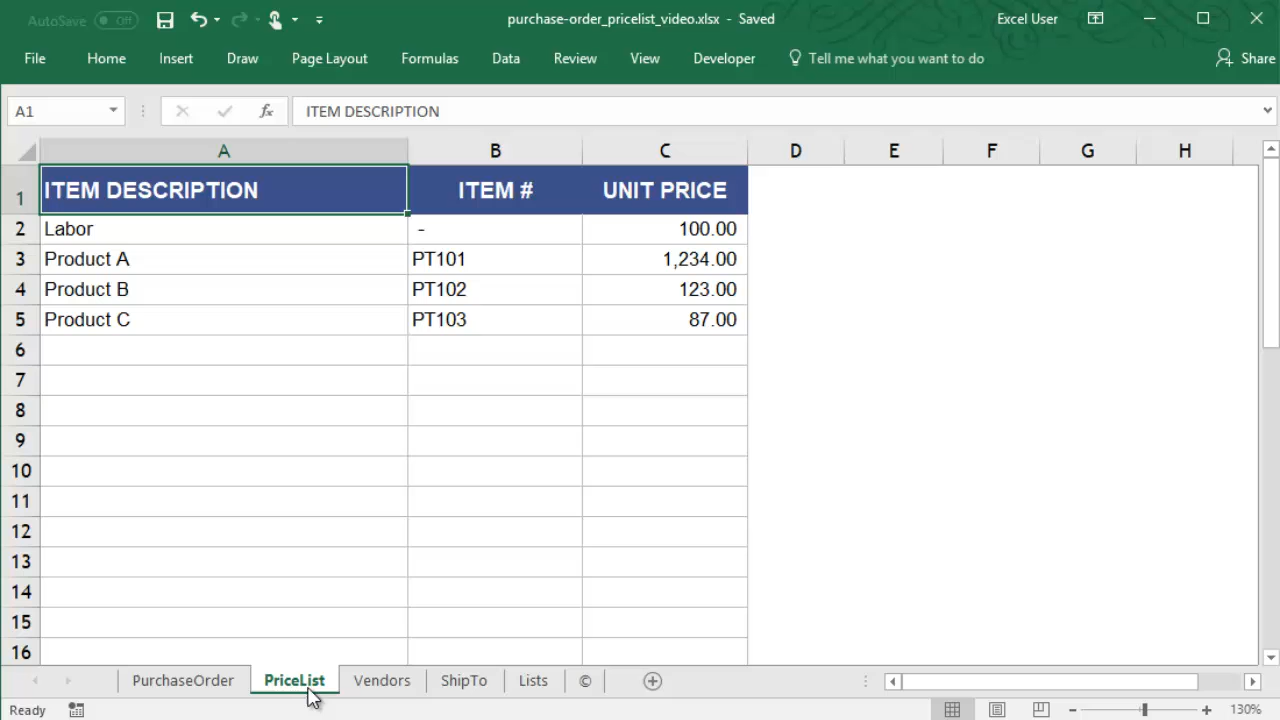 AutoSave Off purchase-order_pricelist_video.xlsx - Saved Excel User
File Home Insert Draw Page Layout Formulas Data Review View Developer Tell me what you want to do Share
A1 fx ITEM DESCRIPTION
A B C D E F G H
1 ITEM DESCRIPTION ITEM # UNIT PRICE
2 Labor - 100.00
3 Product A PT101 1,234.00
4 Product B PT102 123.00
5 Product C PT103 87.00
6
7
8
9
10
11
12
13
14
15
16
PurchaseOrder PriceList Vendors ShipTo Lists ©
Ready 130%